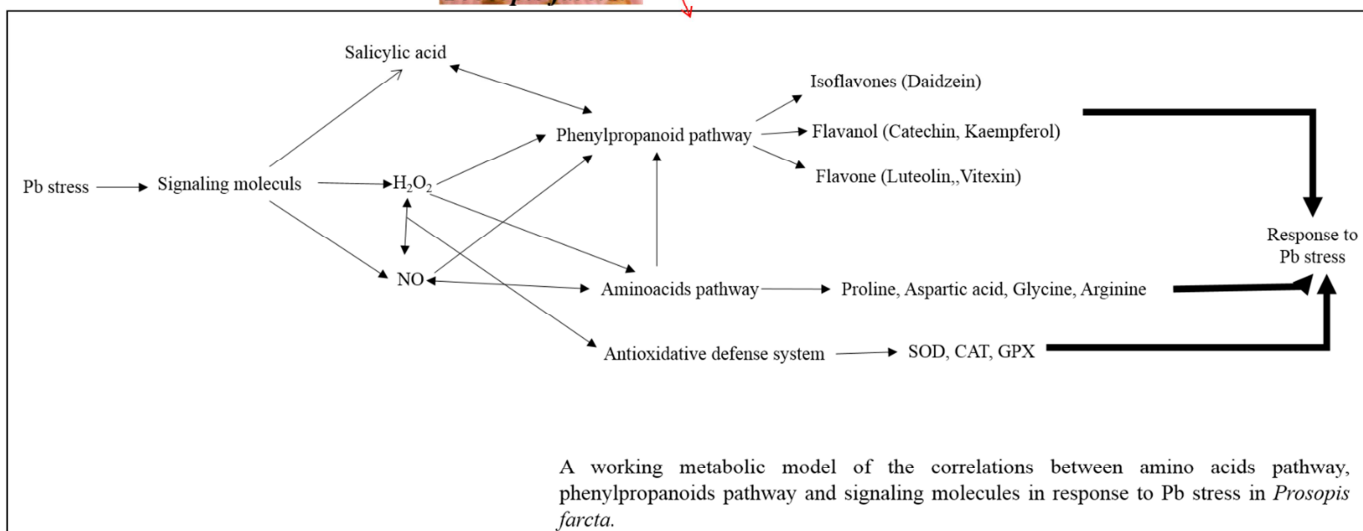 Salicylic acid
Isoflavones (Daidzein)
Phenylpropanoid pathway
Flavanol (Catechin, Kaempferol)
Flavone (Luteolin,,Vitexin)
Pb stress
Signaling moleculs
H₂O₂
Response to
Pb stress
NO
Aminoacids pathway
Proline, Aspartic acid, Glycine, Arginine
Antioxidative defense system
SOD, CAT, GPX
A working metabolic model of the correlations between amino acids pathway,
phenylpropanoids pathway and signaling molecules in response to Pb stress in Prosopis
farcta.